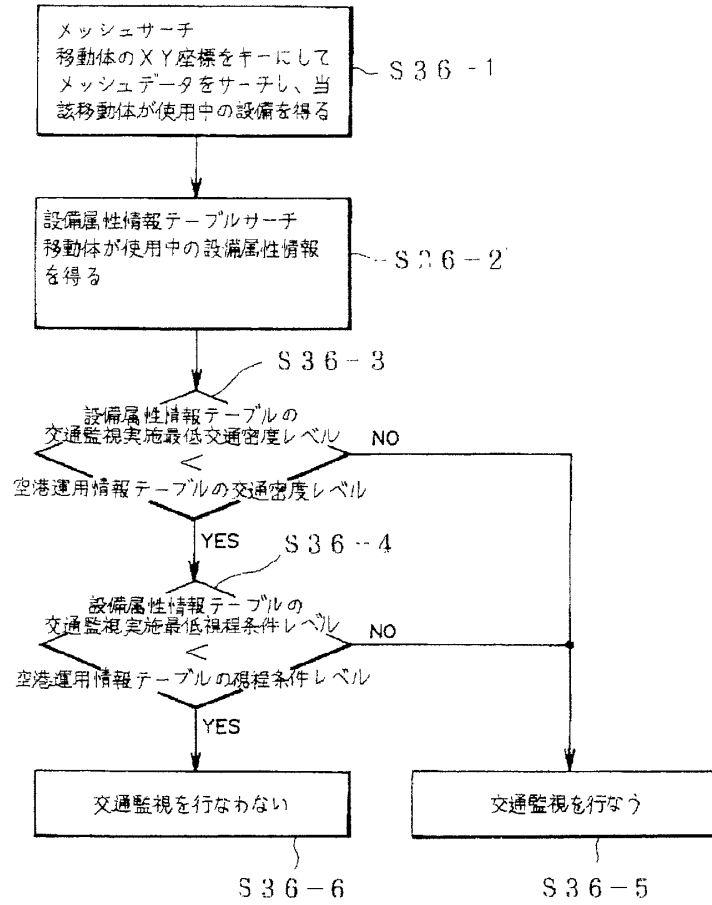 メッシュサーチ
移動体のXY座標をキーにして
メッシュデータをサーチし、当
該移動体が使用中の設備を得る
S36-1
設備属性情報テーブルサーチ
移動体が使用中の設備属性情報
を得る
S36-2
S36-3
設備属性情報テーブルの
交通監視実施最低交通密度レベル
<
空港運用情報テーブルの交通密度レベル
NO
YES
S36-4
設備属性情報テーブルの
交通監視実施最低視程条件レベル
<
空港運用情報テーブルの視程条件レベル
NO
YES
交通監視を行なわない
交通監視を行なう
S36-6
S36-5